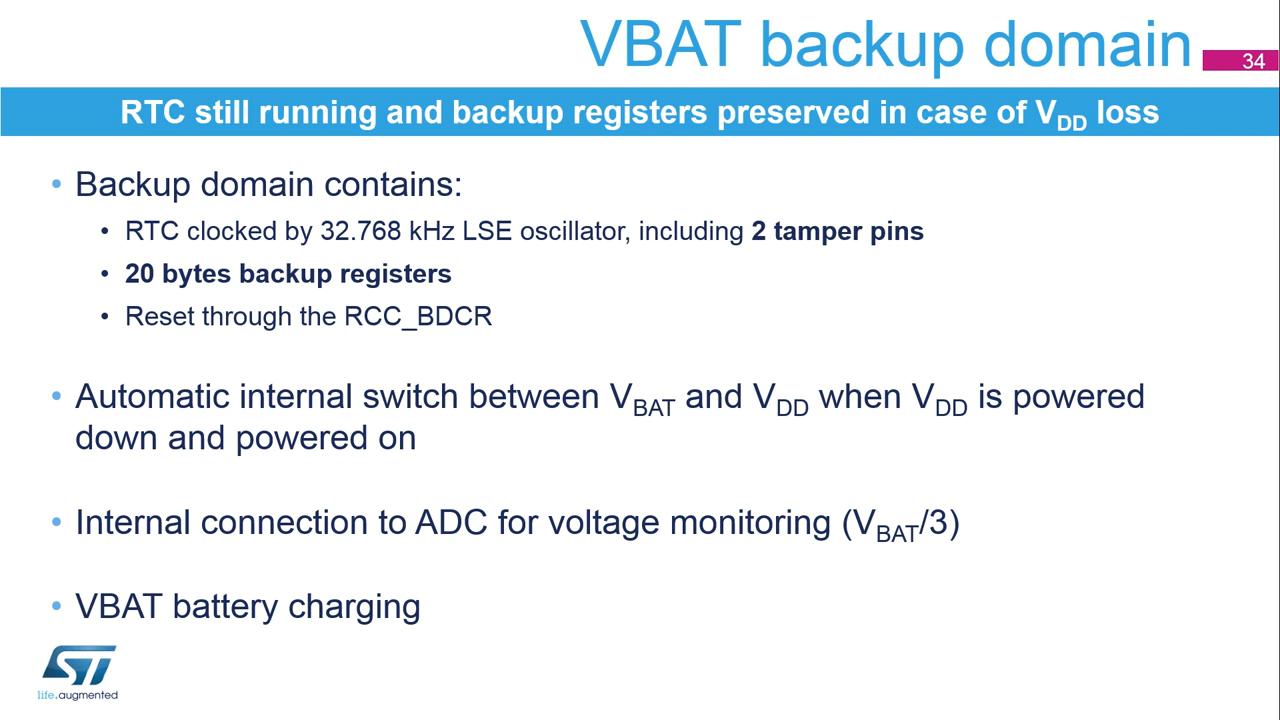 VBAT backup domain
34
RTC still running and backup registers preserved in case of VDD loss
• Backup domain contains:
• RTC clocked by 32.768 kHz LSE oscillator, including 2 tamper pins
• 20 bytes backup registers
• Reset through the RCC_BDCR
• Automatic internal switch between VBAT and VDD when VDD is powered
down and powered on
• Internal connection to ADC for voltage monitoring (VBAT/3)
• VBAT battery charging
ST
life.augmented